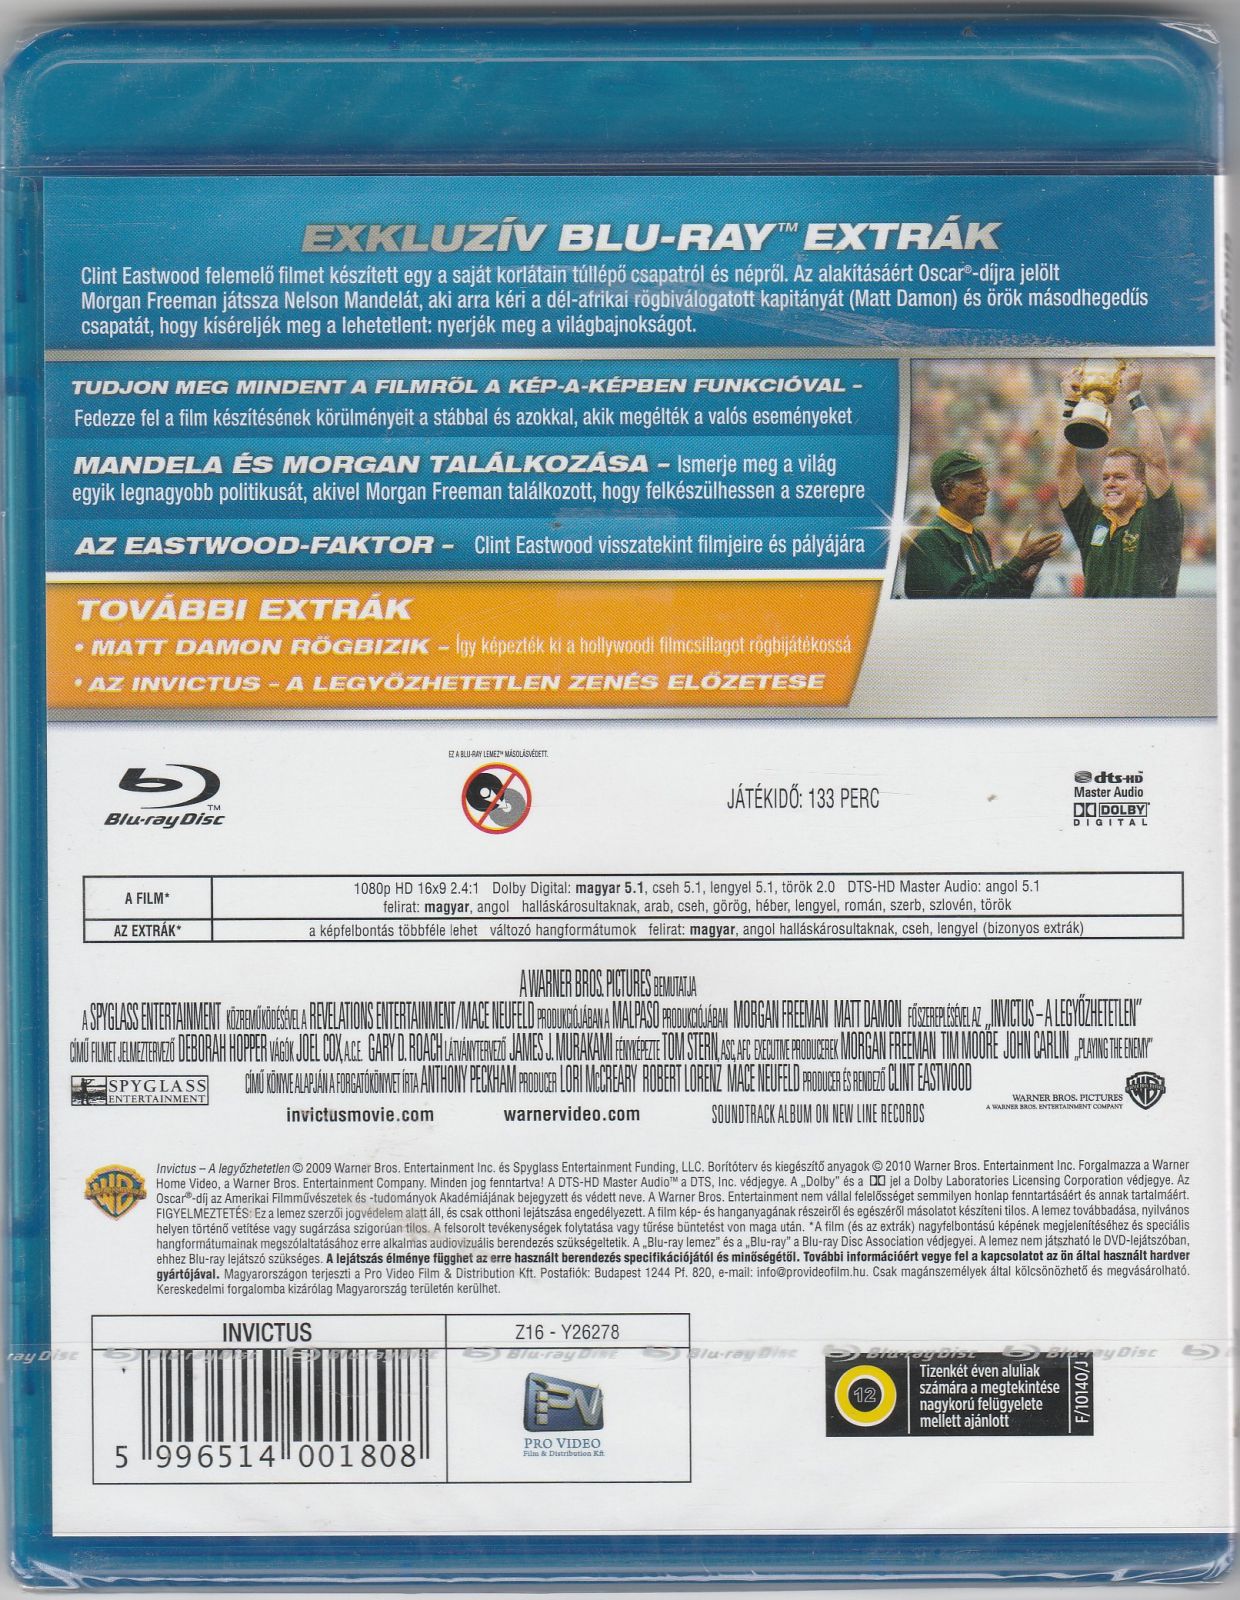 EXKLUZÍV BLU-RAY™ EXTRÁK
Clint Eastwood felemelő filmet készített egy a saját korlátain túllépő csapatról és népről. Az alakításáért Oscar®-díjra jelölt
Morgan Freeman játssza Nelson Mandelát, aki arra kéri a dél-afrikai rögbiválogatott kapitányát (Matt Damon) és örök másodhegedűs
csapatát, hogy kíséreljék meg a lehetetlent: nyerjék meg a világbajnokságot.
TUDJON MEG MINDENT A FILMRŐL A KÉP-A-KÉPBEN FUNKCIÓVAL –
Fedezze fel a film készítésének körülményeit a stábbal és azokkal, akik megélték a valós eseményeket
MANDELA ÉS MORGAN TALÁLKOZÁSA – Ismerje meg a világ
egyik legnagyobb politikusát, akivel Morgan Freeman találkozott, hogy felkészülhessen a szerepre
AZ EASTWOOD-FAKTOR – Clint Eastwood visszatekint filmjeire és pályájára
TOVÁBBI EXTRÁK
• MATT DAMON RÖGBIZIK – Így képezték ki a hollywoodi filmcsillagot rögbijátékossá
• AZ INVICTUS – A LEGYŐZHETETLEN ZENÉS ELŐZETESE
EZ A BLU-RAY LEMEZ™ MÁSOLÁSVÉDETT.
Blu-ray Disc™
JÁTÉKIDŐ: 133 PERC
dts-HD
Master Audio
DOLBY
DIGITAL
A FILM* 1080p HD 16x9 2.4:1 Dolby Digital: magyar 5.1, cseh 5.1, lengyel 5.1, török 2.0 DTS-HD Master Audio: angol 5.1
felirat: magyar, angol halláskárosultaknak, arab, cseh, görög, héber, lengyel, román, szerb, szlovén, török
AZ EXTRÁK* a képfelbontás többféle lehet változó hangformátumok felirat: magyar, angol halláskárosultaknak, cseh, lengyel (bizonyos extrák)
A WARNER BROS. PICTURES BEMUTATJA
A SPYGLASS ENTERTAINMENT KÖZREMŰKÖDÉSÉVEL A REVELATIONS ENTERTAINMENT/MACE NEUFELD PRODUKCIÓJÁBAN A MALPASO PRODUKCIÓJÁBAN MORGAN FREEMAN MATT DAMON FŐSZEREPLÉSÉVEL AZ „INVICTUS – A LEGYŐZHETETLEN”
CÍMŰ FILMET JELMEZTERVEZŐ DEBORAH HOPPER VÁGÓK JOEL COX, A.C.E. GARY D. ROACH LÁTVÁNYTERVEZŐ JAMES J. MURAKAMI FÉNYKÉPEZTE TOM STERN, ASC, AFC EXECUTIVE PRODUCEREK MORGAN FREEMAN TIM MOORE JOHN CARLIN „PLAYING THE ENEMY”
CÍMŰ KÖNYVE ALAPJÁN A FORGATÓKÖNYVET ÍRTA ANTHONY PECKHAM PRODUCER LORI McCREARY ROBERT LORENZ MACE NEUFELD PRODUCER ÉS RENDEZŐ CLINT EASTWOOD
SPYGLASS
ENTERTAINMENT
invictusmovie.com warnervideo.com SOUNDTRACK ALBUM ON NEW LINE RECORDS
WARNER BROS. PICTURES
A WARNER BROS. ENTERTAINMENT COMPANY
Invictus – A legyőzhetetlen © 2009 Warner Bros. Entertainment Inc. és Spyglass Entertainment Funding, LLC. Borítóterv és kiegészítő anyagok © 2010 Warner Bros. Entertainment Inc. Forgalmazza a Warner
Home Video, a Warner Bros. Entertainment Company. Minden jog fenntartva! A DTS-HD Master Audio™ a DTS, Inc. védjegye. A „Dolby” és a DD jel a Dolby Laboratories Licensing Corporation védjegye. Az
Oscar®-díj az Amerikai Filmművészetek és -tudományok Akadémiájának bejegyzett és védett neve. A Warner Bros. Entertainment nem vállal felelősséget semmilyen honlap fenntartásáért és annak tartalmáért.
FIGYELMEZTETÉS: Ez a lemez szerzői jogvédelem alatt áll, és csak otthoni lejátszása engedélyezett. A film kép- és hanganyagának részeiről és egészéről másolatot készíteni tilos. A lemez továbbadása, nyilvános
helyen történő vetítése vagy sugárzása szigorúan tilos. A felsorolt tevékenységek folytatása vagy tűrése büntetést von maga után. *A film (és az extrák) nagyfelbontású képének megjelenítéséhez és speciális
hangformátumainak megszólaltatásához erre alkalmas audiovizuális berendezés szükségeltetik. A „Blu-ray lemez” és a „Blu-ray” a Blu-ray Disc Association védjegyei. A lemez nem játszható le DVD-lejátszóban,
ehhez Blu-ray lejátszó szükséges. A lejátszás élménye függhet az erre használt berendezés specifikációjától és minőségétől. További információért vegye fel a kapcsolatot az ön által használt hardver
gyártójával. Magyarországon terjeszti a Pro Video Film & Distribution Kft. Postafiók: Budapest 1244 Pf. 820, e-mail: info@provideofilm.hu. Csak magánszemélyek által kölcsönözhető és megvásárolható.
Kereskedelmi forgalomba kizárólag Magyarország területén kerülhet.
INVICTUS
Z16 - Y26278
5 996514 001808
PV
PRO VIDEO
Film & Distribution Kft
12
Tizenkét éven aluliak
számára a megtekintése
nagykorú felügyelete
mellett ajánlott
F/10140/J
Blu-ray Disc Blu-ray Disc Blu-ray Disc Blu-ray Disc Blu-ray Disc Blu-ray Disc Blu-ray Disc